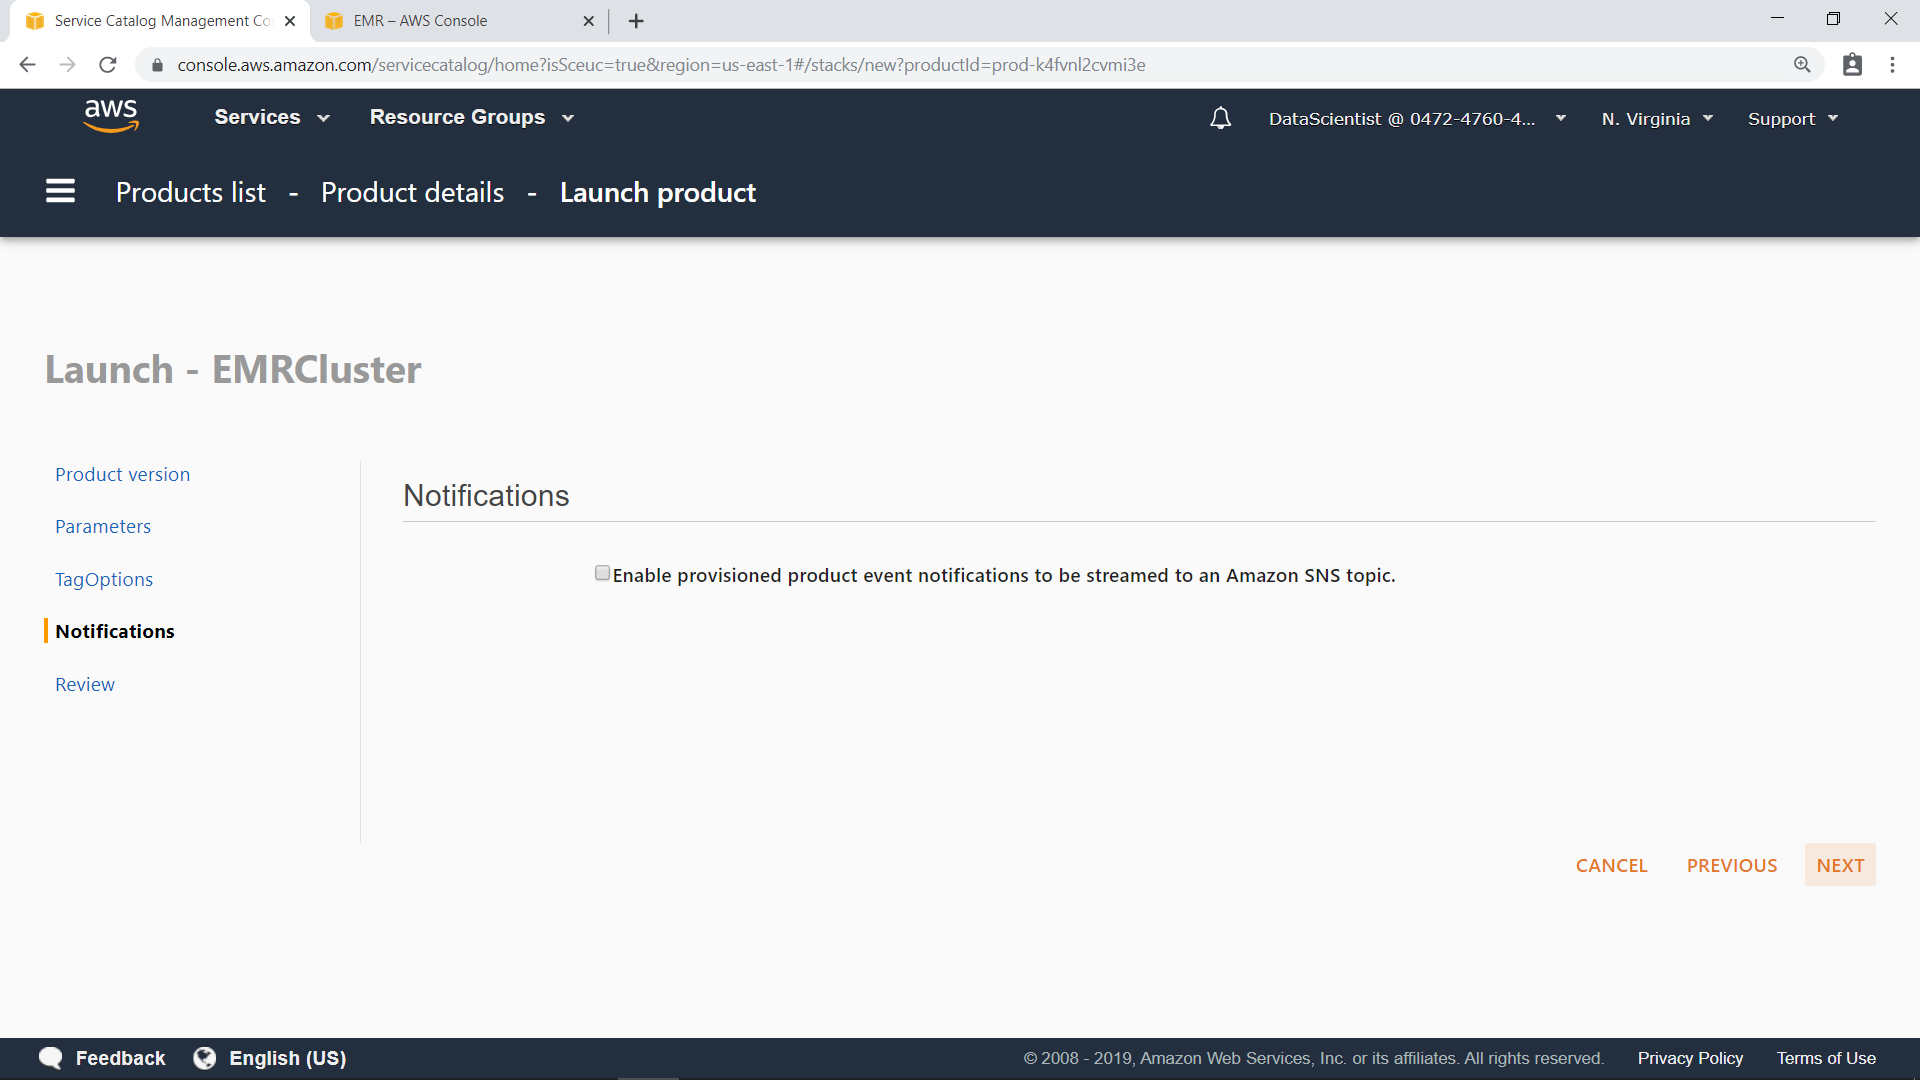 Service Catalog Management Co
EMR – AWS Console
console.aws.amazon.com/servicecatalog/home?isSceuc=true&region=us-east-1#/stacks/new?productId=prod-k4fvnl2cvmi3e
aws
Services
Resource Groups
DataScientist @ 0472-4760-4...
N. Virginia
Support
Products list - Product details - Launch product
Launch - EMRCluster
Product version
Parameters
TagOptions
Notifications
Review
Notifications
Enable provisioned product event notifications to be streamed to an Amazon SNS topic.
CANCEL
PREVIOUS
NEXT
Feedback
English (US)
© 2008 - 2019, Amazon Web Services, Inc. or its affiliates. All rights reserved.
Privacy Policy
Terms of Use